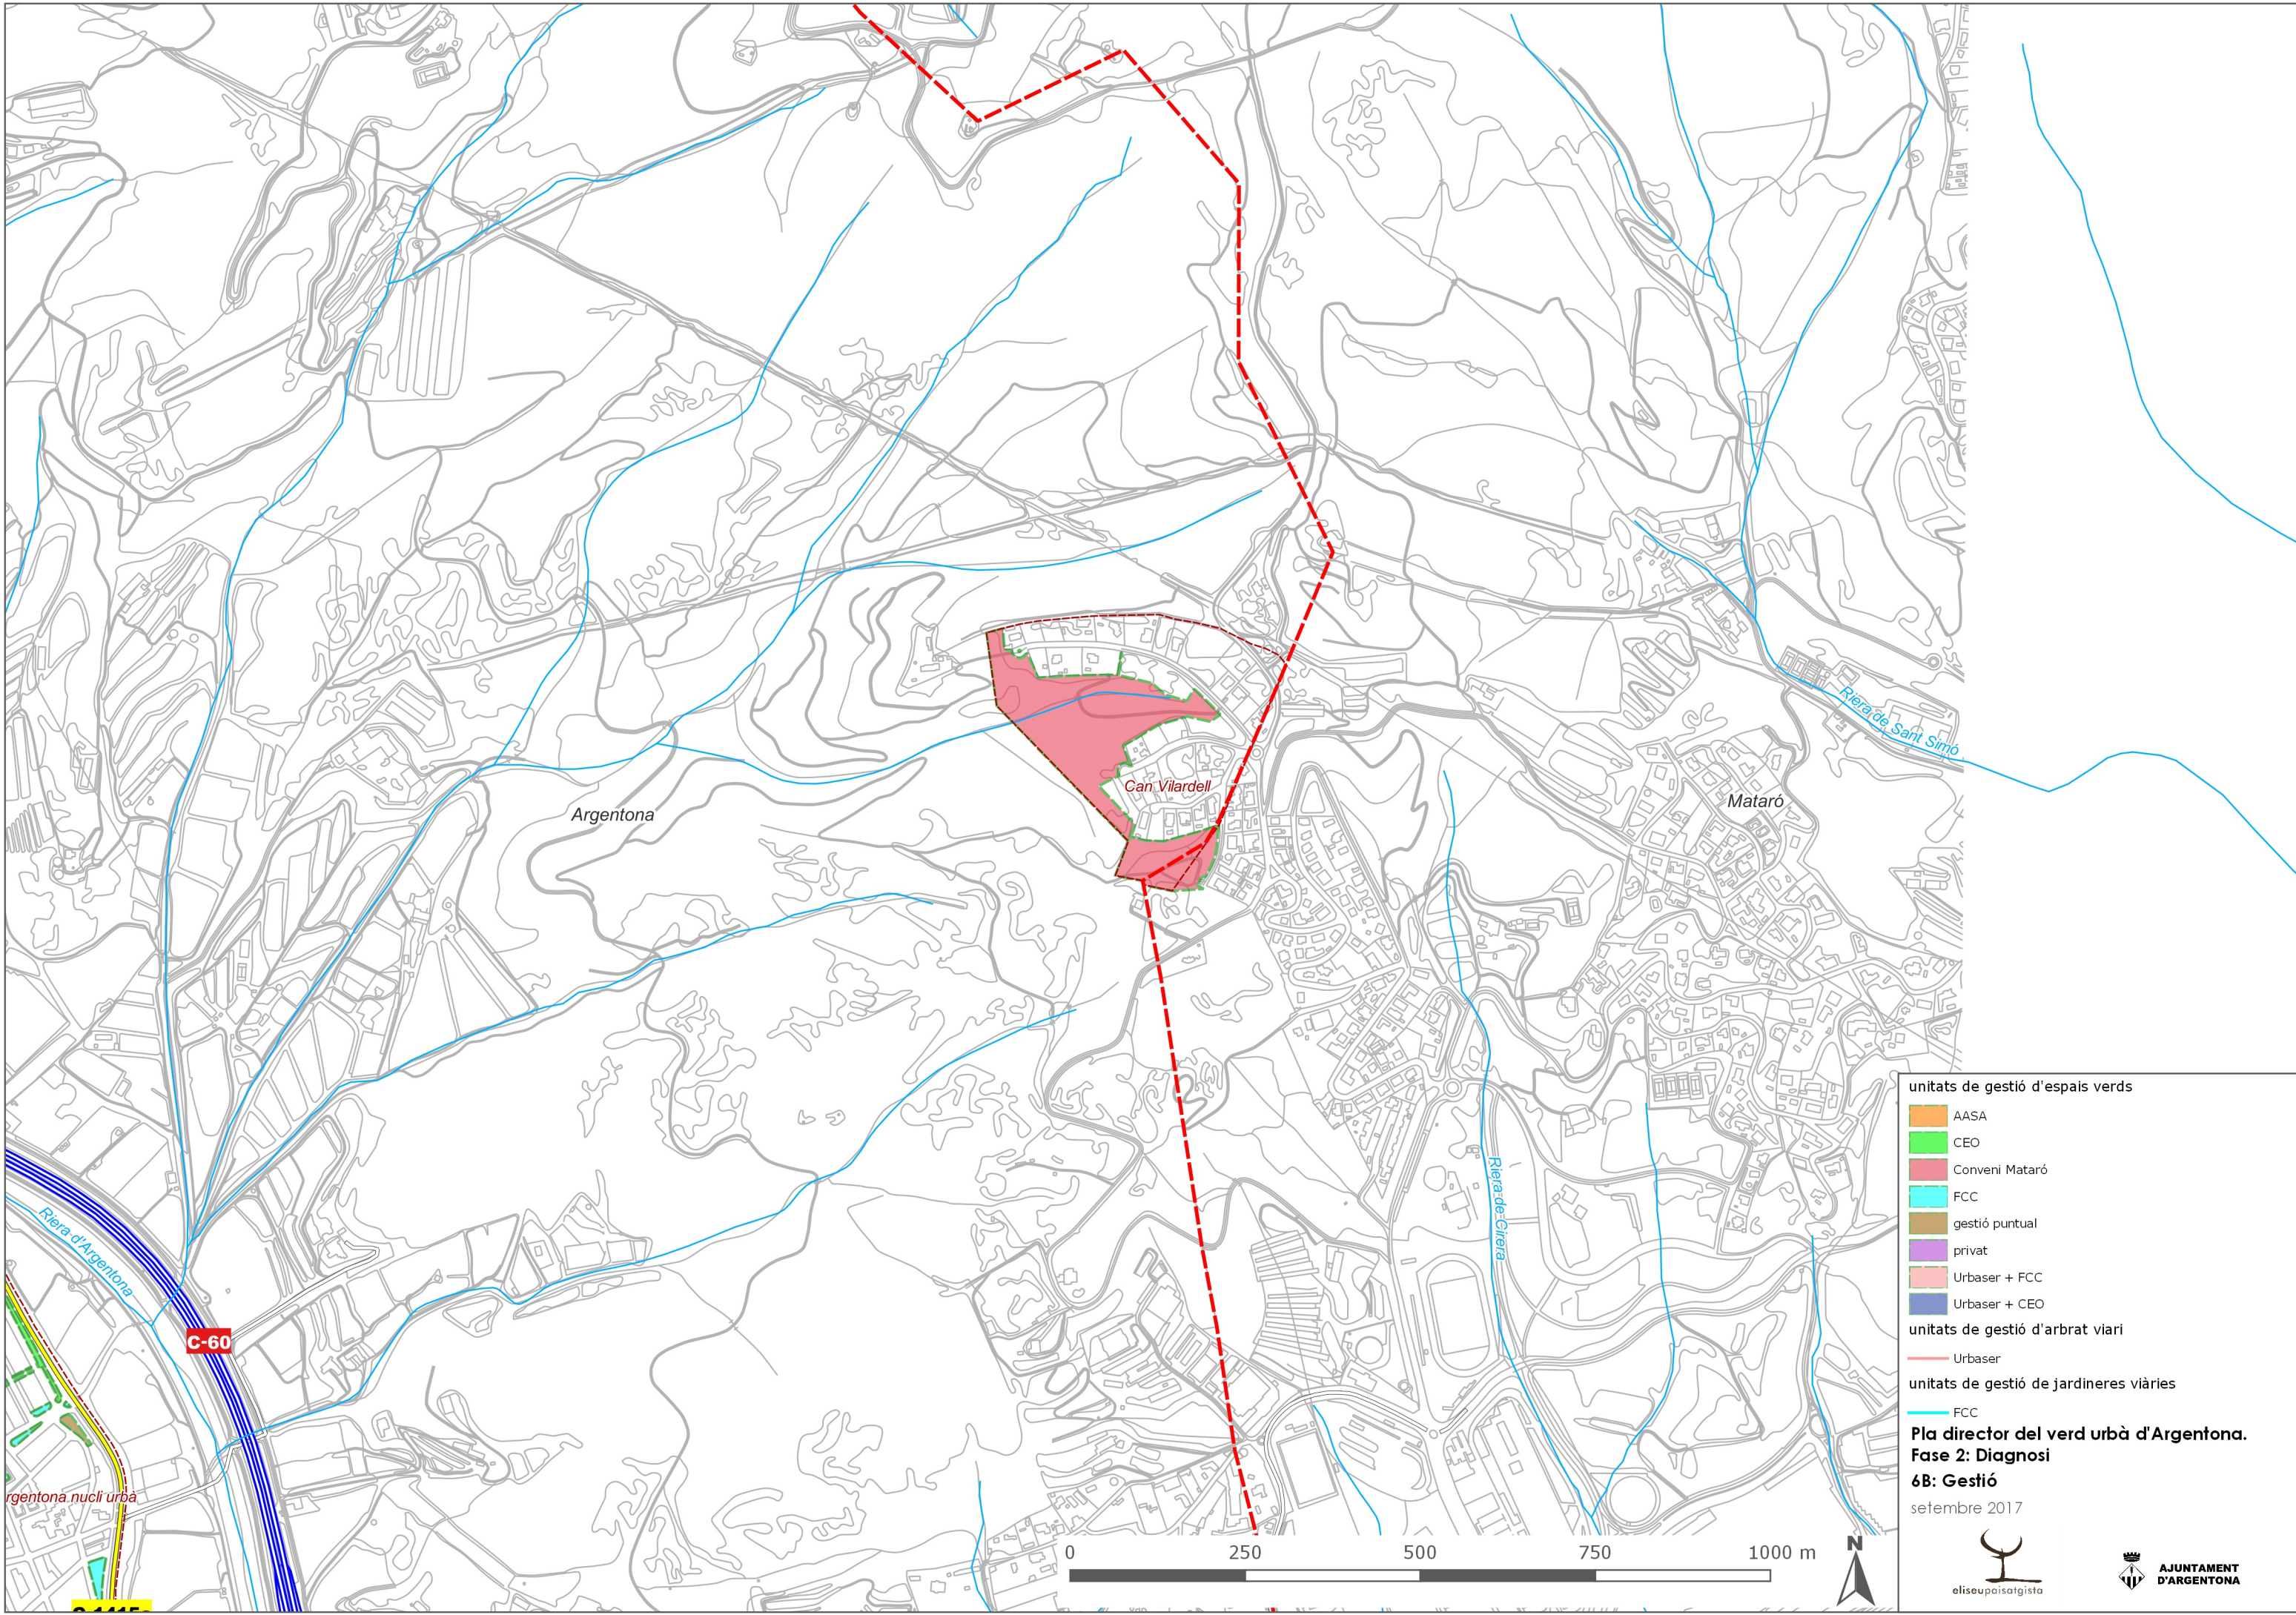 Can Vilardell
Argentona
Mataró
Riera de Sant Simó
Riera de Cirera
Riera d'Argentona
C-60
rgentona nucli urbà
0 250 500 750 1000 m
N
unitats de gestió d'espais verds
AASA
CEO
Conveni Mataró
FCC
gestió puntual
privat
Urbaser + FCC
Urbaser + CEO
unitats de gestió d'arbrat viari
Urbaser
unitats de gestió de jardineres viàries
FCC
Pla director del verd urbà d'Argentona.
Fase 2: Diagnosi
6B: Gestió
setembre 2017
eliseupaisatgista
AJUNTAMENT
D'ARGENTONA